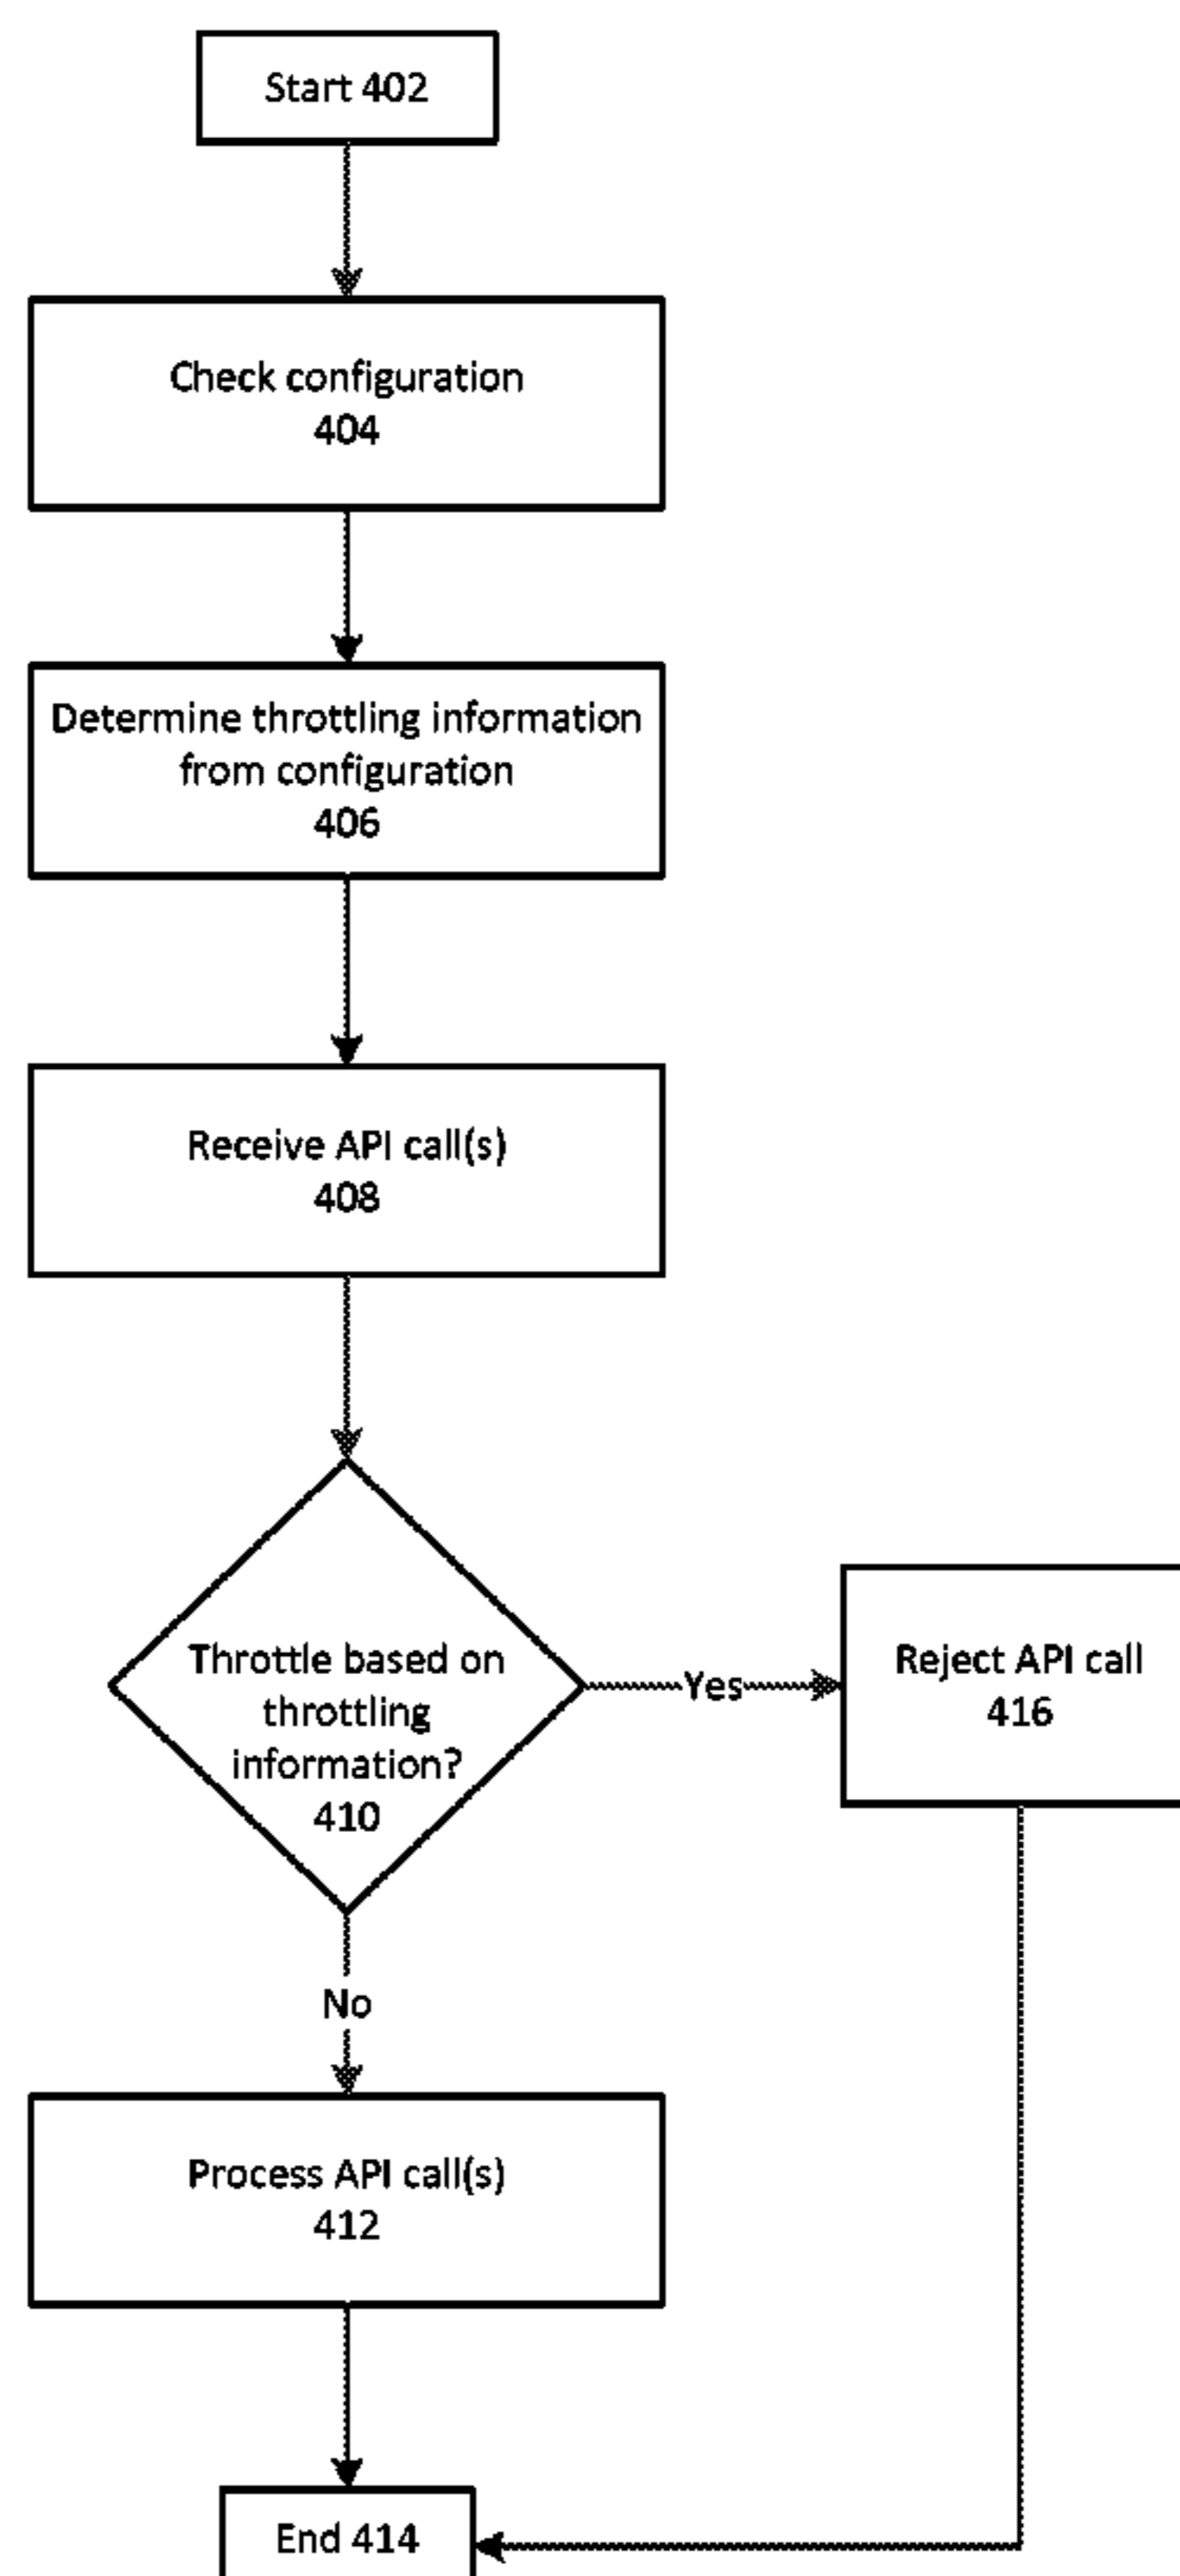 Start 402
Check configuration
404
Determine throttling information
from configuration
406
Receive API call(s)
408
Throttle based on
throttling
information?
410
Yes
Reject API call
416
No
Process API call(s)
412
End 414